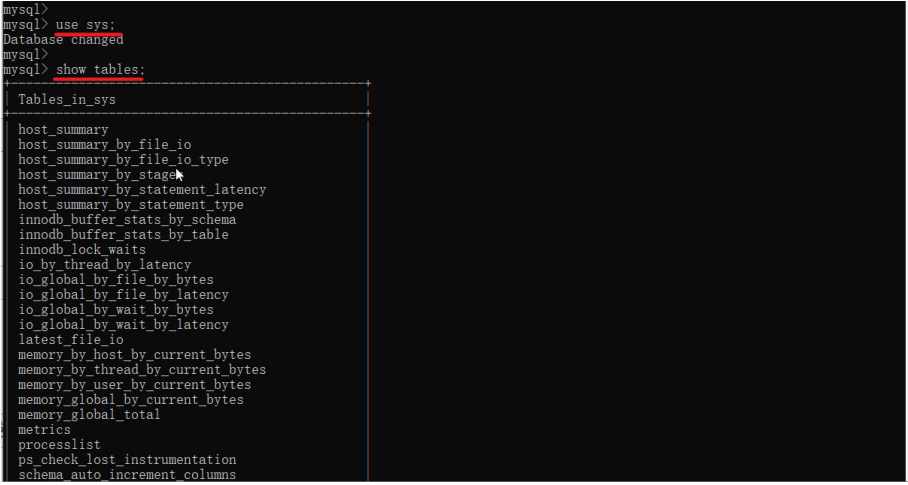 mysql>
mysql> use sys;
Database changed
mysql>
mysql> show tables;
+-----------------------------------------------+
| Tables_in_sys                                 |
+-----------------------------------------------+
| host_summary                                  |
| host_summary_by_file_io                       |
| host_summary_by_file_io_type                  |
| host_summary_by_stages                        |
| host_summary_by_statement_latency             |
| host_summary_by_statement_type                |
| innodb_buffer_stats_by_schema                 |
| innodb_buffer_stats_by_table                  |
| innodb_lock_waits                             |
| io_by_thread_by_latency                       |
| io_global_by_file_by_bytes                    |
| io_global_by_file_by_latency                  |
| io_global_by_wait_by_bytes                    |
| io_global_by_wait_by_latency                  |
| latest_file_io                                |
| memory_by_host_by_current_bytes               |
| memory_by_thread_by_current_bytes             |
| memory_by_user_by_current_bytes               |
| memory_global_by_current_bytes                |
| memory_global_total                           |
| metrics                                       |
| processlist                                   |
| ps_check_lost_instrumentation                 |
| schema_auto_increment_columns                 |